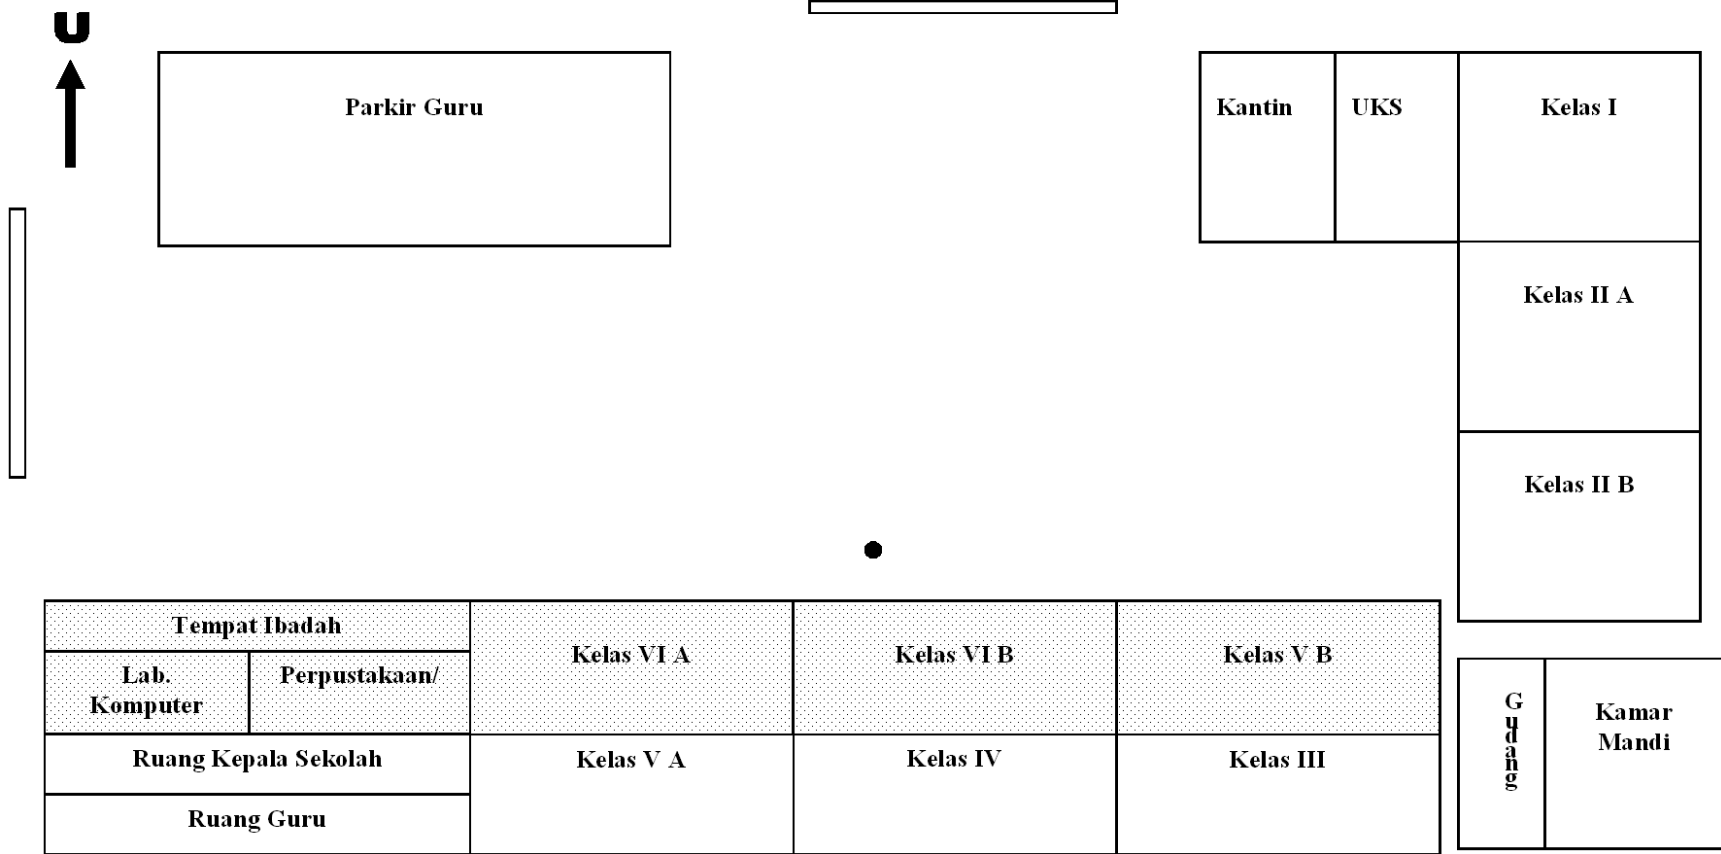 U
Parkir Guru
Kantin
UKS
Kelas I
Kelas II A
Kelas II B
Tempat Ibadah
Lab.
Komputer
Perpustakaan/
Kelas VI A
Kelas VI B
Kelas V B
Ruang Kepala Sekolah
Ruang Guru
Kelas V A
Kelas IV
Kelas III
Gudang
Kamar
Mandi